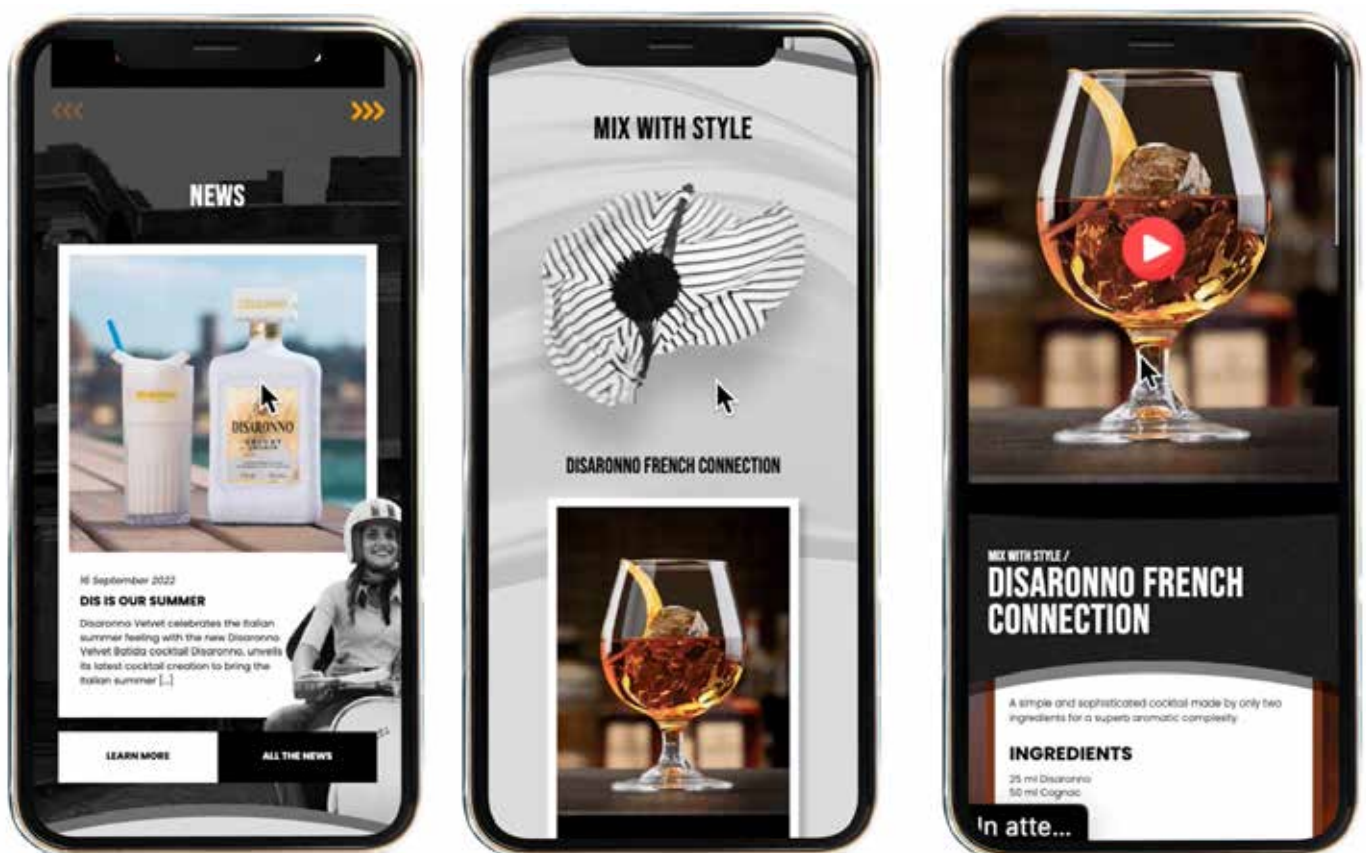 <<<
>>>
NEWS
DISARONNO
VELVET
16 September 2022
DIS IS OUR SUMMER
Disaronno Velvet celebrates the Italian
summer feeling with the new Disaronno
Velvet Batida cocktail Disaronno, unveils
its latest cocktail creation to bring the
Italian summer [...]
LEARN MORE
ALL THE NEWS
MIX WITH STYLE
DISARONNO FRENCH CONNECTION
MIX WITH STYLE /
DISARONNO FRENCH
CONNECTION
A simple and sophisticated cocktail made by only two
ingredients for a superb aromatic complexity
INGREDIENTS
25 ml Disaronno
50 ml Cognac
In atte...